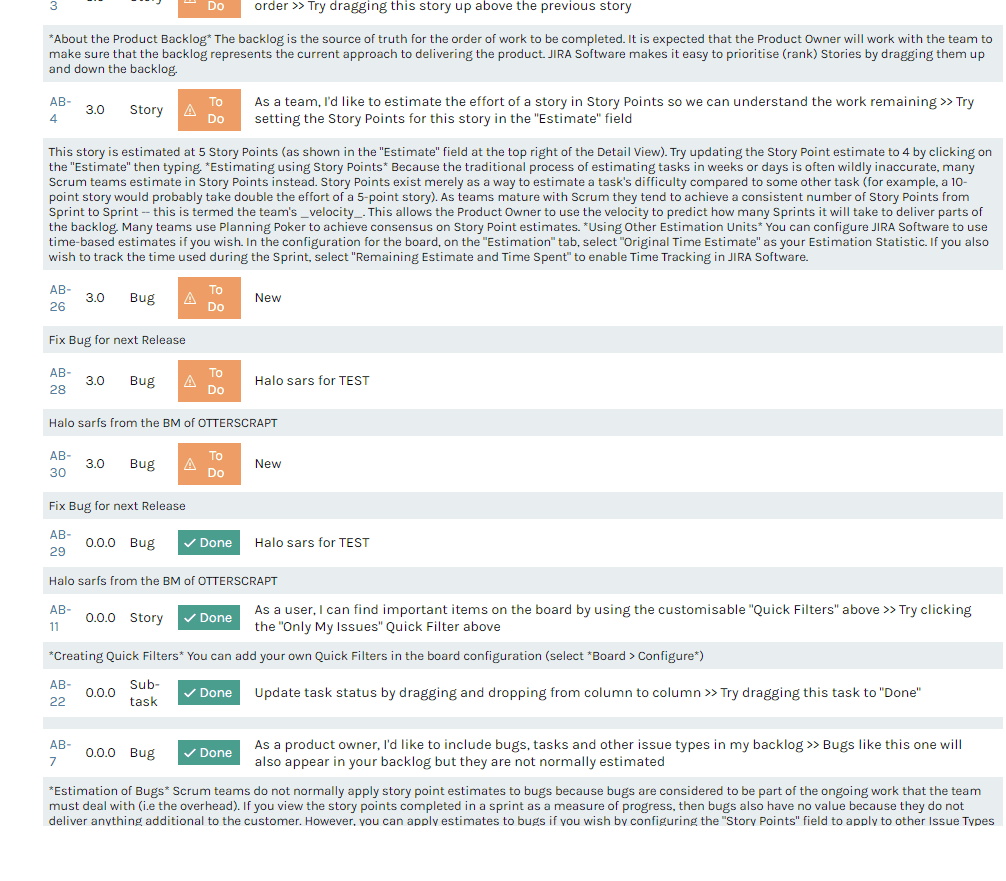 3 Story Do order >> Try dragging this story up above the previous story
*About the Product Backlog* The backlog is the source of truth for the order of work to be completed. It is expected that the Product Owner will work with the team to
make sure that the backlog represents the current approach to delivering the product. JIRA Software makes it easy to prioritise (rank) Stories by dragging them up
and down the backlog.
AB-
4
3.0
Story
To
Do
As a team, I'd like to estimate the effort of a story in Story Points so we can understand the work remaining >> Try
setting the Story Points for this story in the "Estimate" field
This story is estimated at 5 Story Points (as shown in the "Estimate" field at the top right of the Detail View). Try updating the Story Point estimate to 4 by clicking on
the "Estimate" then typing. *Estimating using Story Points* Because the traditional process of estimating tasks in weeks or days is often wildly inaccurate, many
Scrum teams estimate in Story Points instead. Story Points exist merely as a way to estimate a task's difficulty compared to some other task (for example, a 10-
point story would probably take double the effort of a 5-point story). As teams mature with Scrum they tend to achieve a consistent number of Story Points from
Sprint to Sprint -- this is termed the team's _velocity_. This allows the Product Owner to use the velocity to predict how many Sprints it will take to deliver parts of
the backlog. Many teams use Planning Poker to achieve consensus on Story Point estimates. *Using Other Estimation Units* You can configure JIRA Software to use
time-based estimates if you wish. In the configuration for the board, on the "Estimation" tab, select "Original Time Estimate" as your Estimation Statistic. If you also
wish to track the time used during the Sprint, select "Remaining Estimate and Time Spent" to enable Time Tracking in JIRA Software.
AB-
26
3.0
Bug
To
Do
New
Fix Bug for next Release
AB-
28
3.0
Bug
To
Do
Halo sars for TEST
Halo sarfs from the BM of OTTERSCRAPT
AB-
30
3.0
Bug
To
Do
New
Fix Bug for next Release
AB-
29
0.0.0
Bug
Done
Halo sars for TEST
Halo sarfs from the BM of OTTERSCRAPT
AB-
11
0.0.0
Story
Done
As a user, I can find important items on the board by using the customisable "Quick Filters" above >> Try clicking
the "Only My Issues" Quick Filter above
*Creating Quick Filters* You can add your own Quick Filters in the board configuration (select *Board > Configure*)
AB-
22
0.0.0
Sub-
task
Done
Update task status by dragging and dropping from column to column >> Try dragging this task to "Done"
AB-
7
0.0.0
Bug
Done
As a product owner, I'd like to include bugs, tasks and other issue types in my backlog >> Bugs like this one will
also appear in your backlog but they are not normally estimated
*Estimation of Bugs* Scrum teams do not normally apply story point estimates to bugs because bugs are considered to be part of the ongoing work that the team
must deal with (i.e the overhead). If you view the story points completed in a sprint as a measure of progress, then bugs also have no value because they do not
deliver anything additional to the customer. However, you can apply estimates to bugs if you wish by configuring the "Story Points" field to apply to other Issue Types